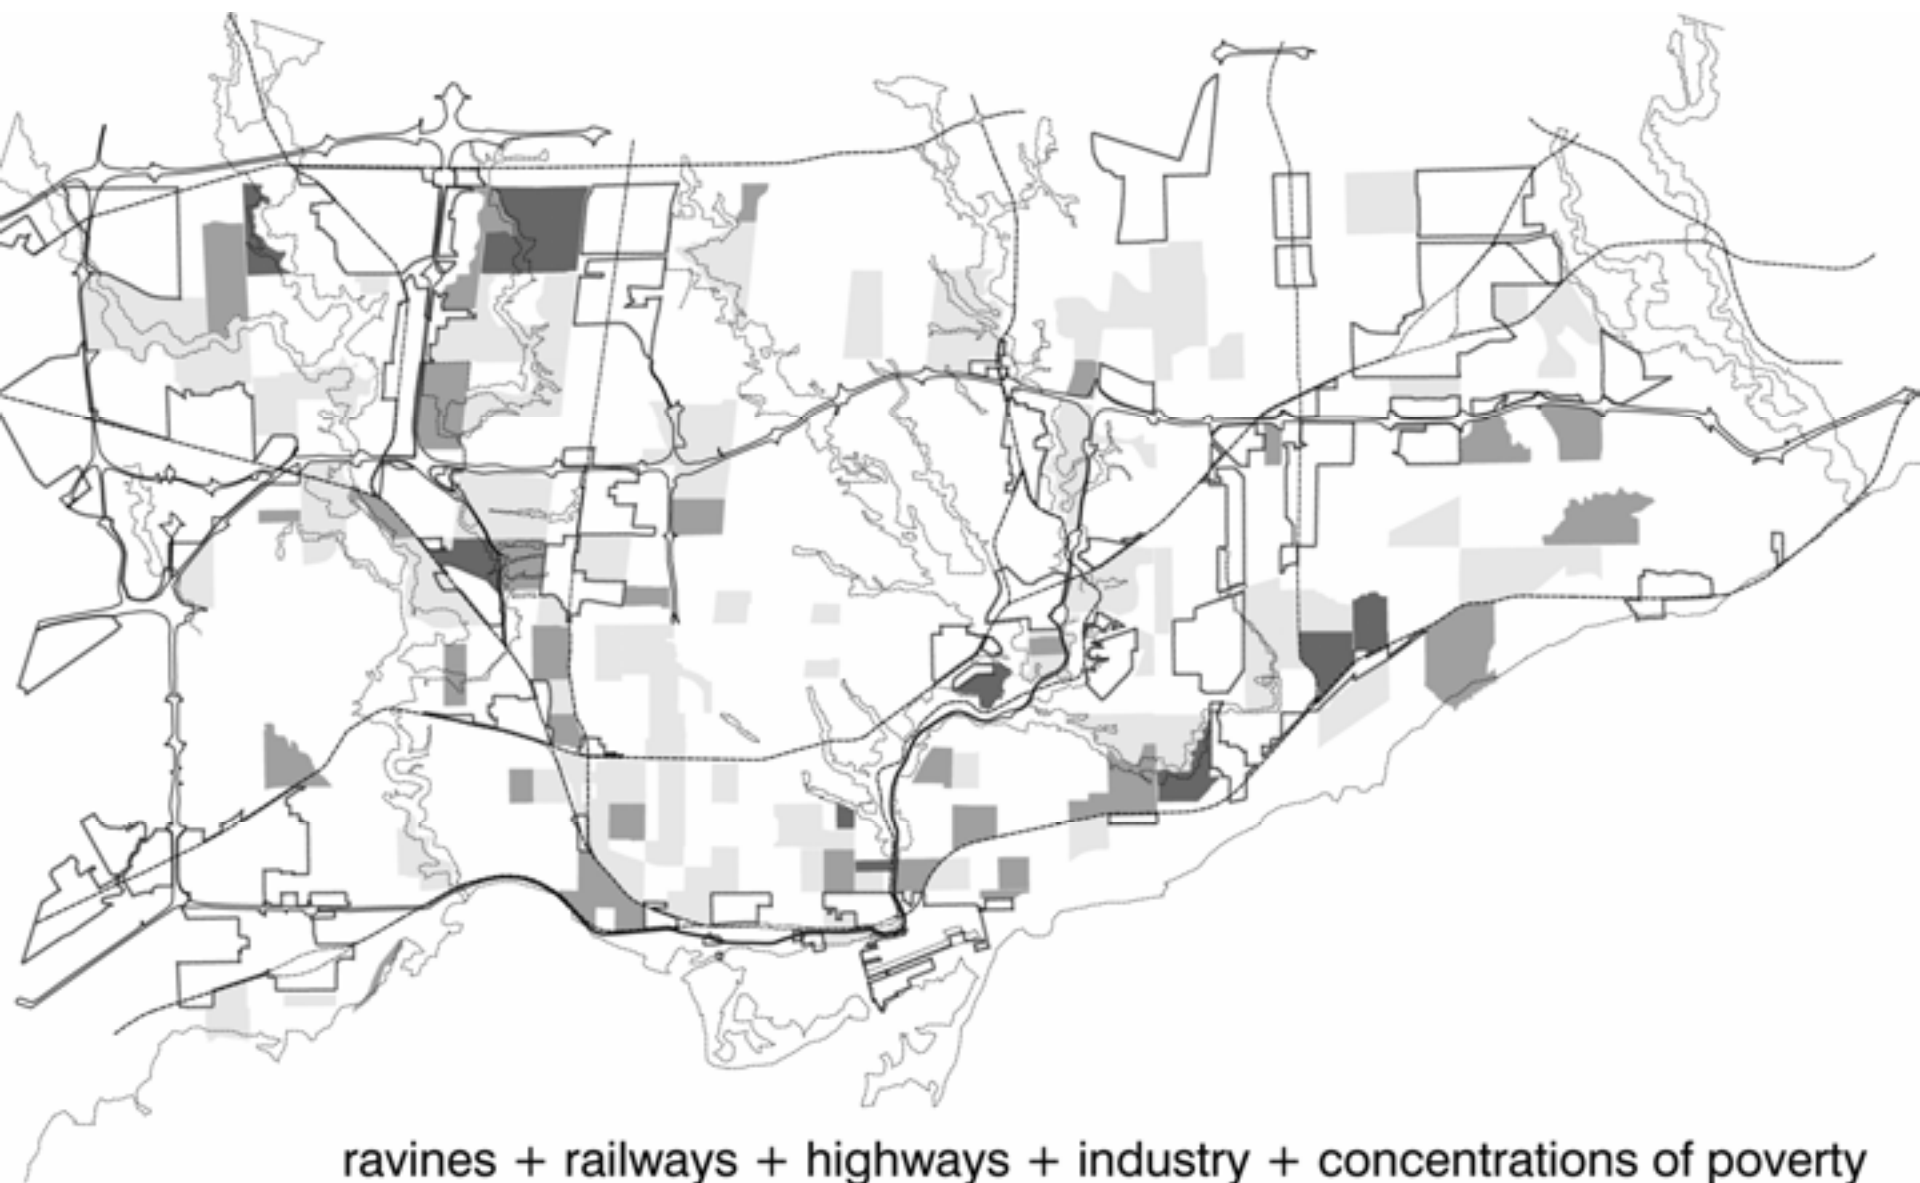 ravines + railways + highways + industry + concentrations of poverty